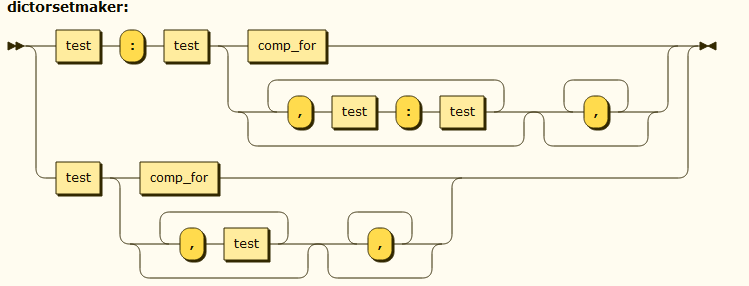 dictorsetmaker:
test : test comp_for
, test : test ,
test comp_for
, test ,